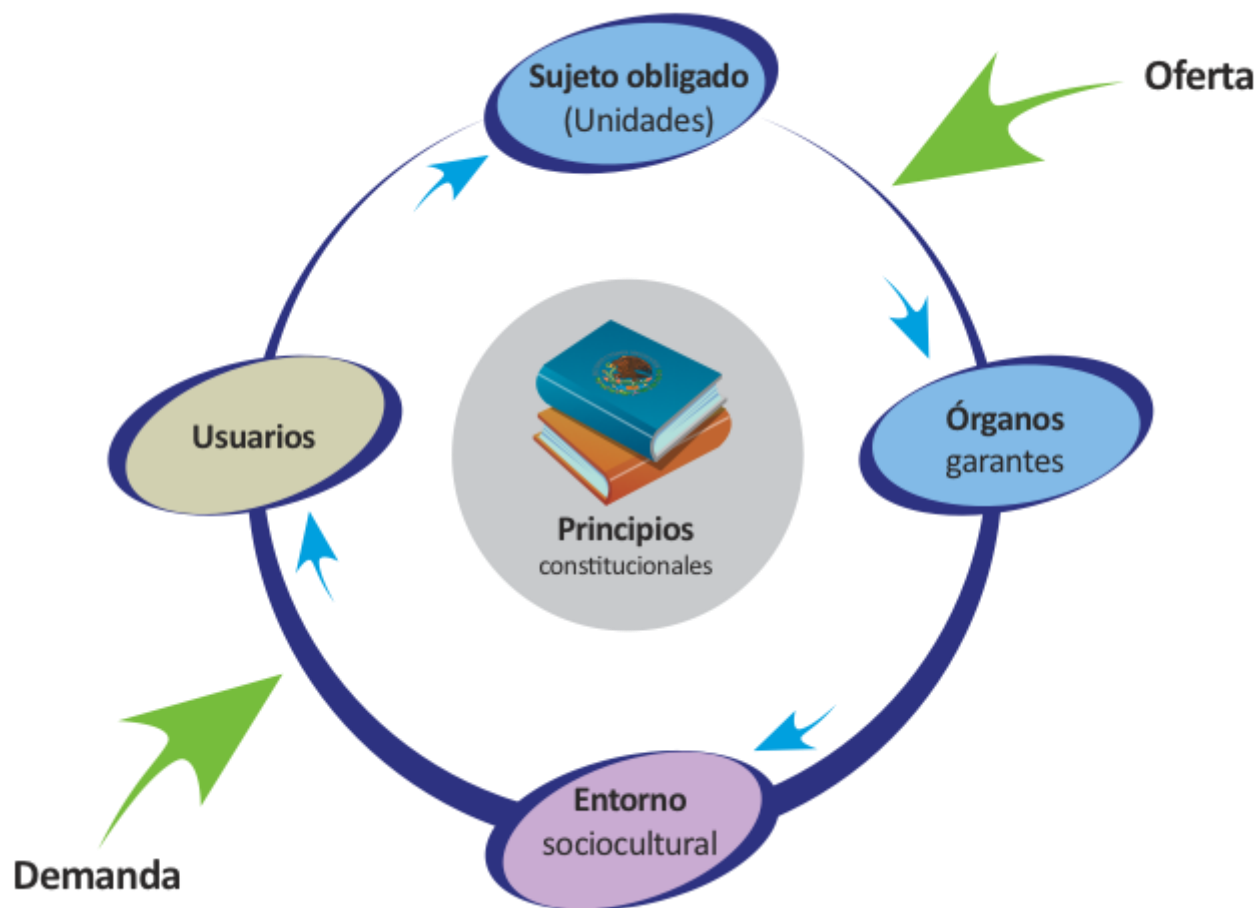 Sujeto obligado
(Unidades)
Oferta
Usuarios
Órganos
garantes
Principios
constitucionales
Entorno
sociocultural
Demanda